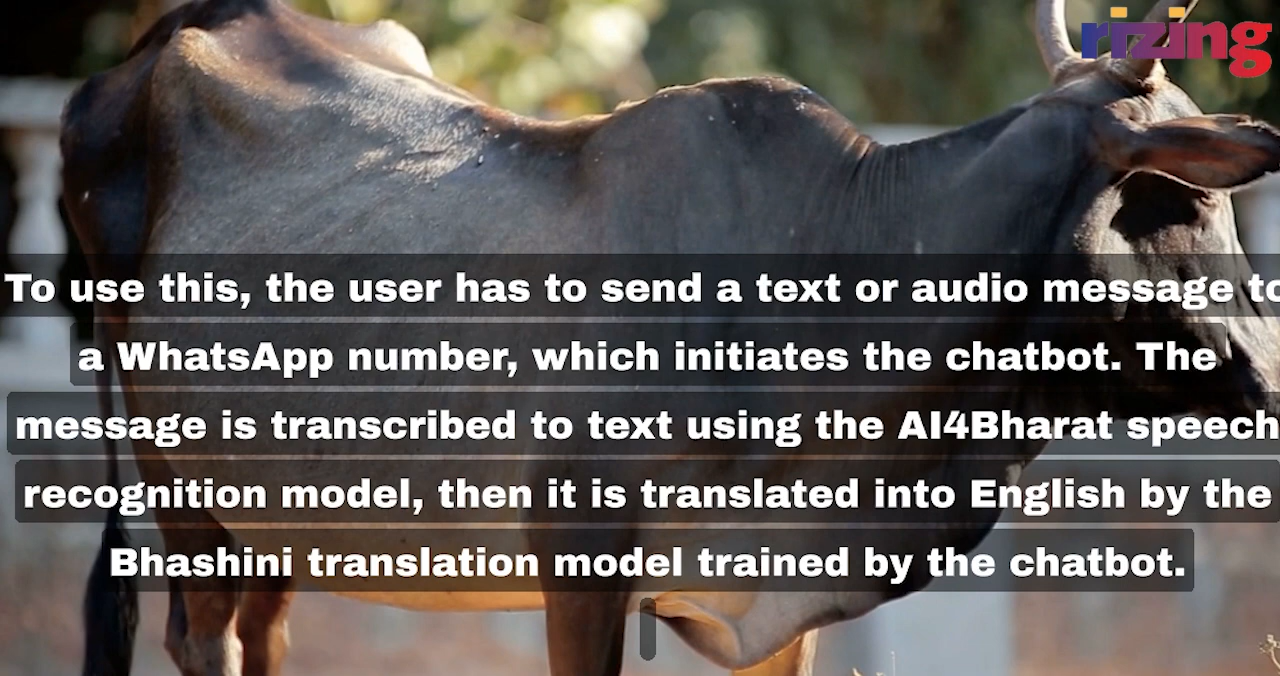 rizing
To use this, the user has to send a text or audio message to
a WhatsApp number, which initiates the chatbot. The
message is transcribed to text using the AI4Bharat speech
recognition model, then it is translated into English by the
Bhashini translation model trained by the chatbot.